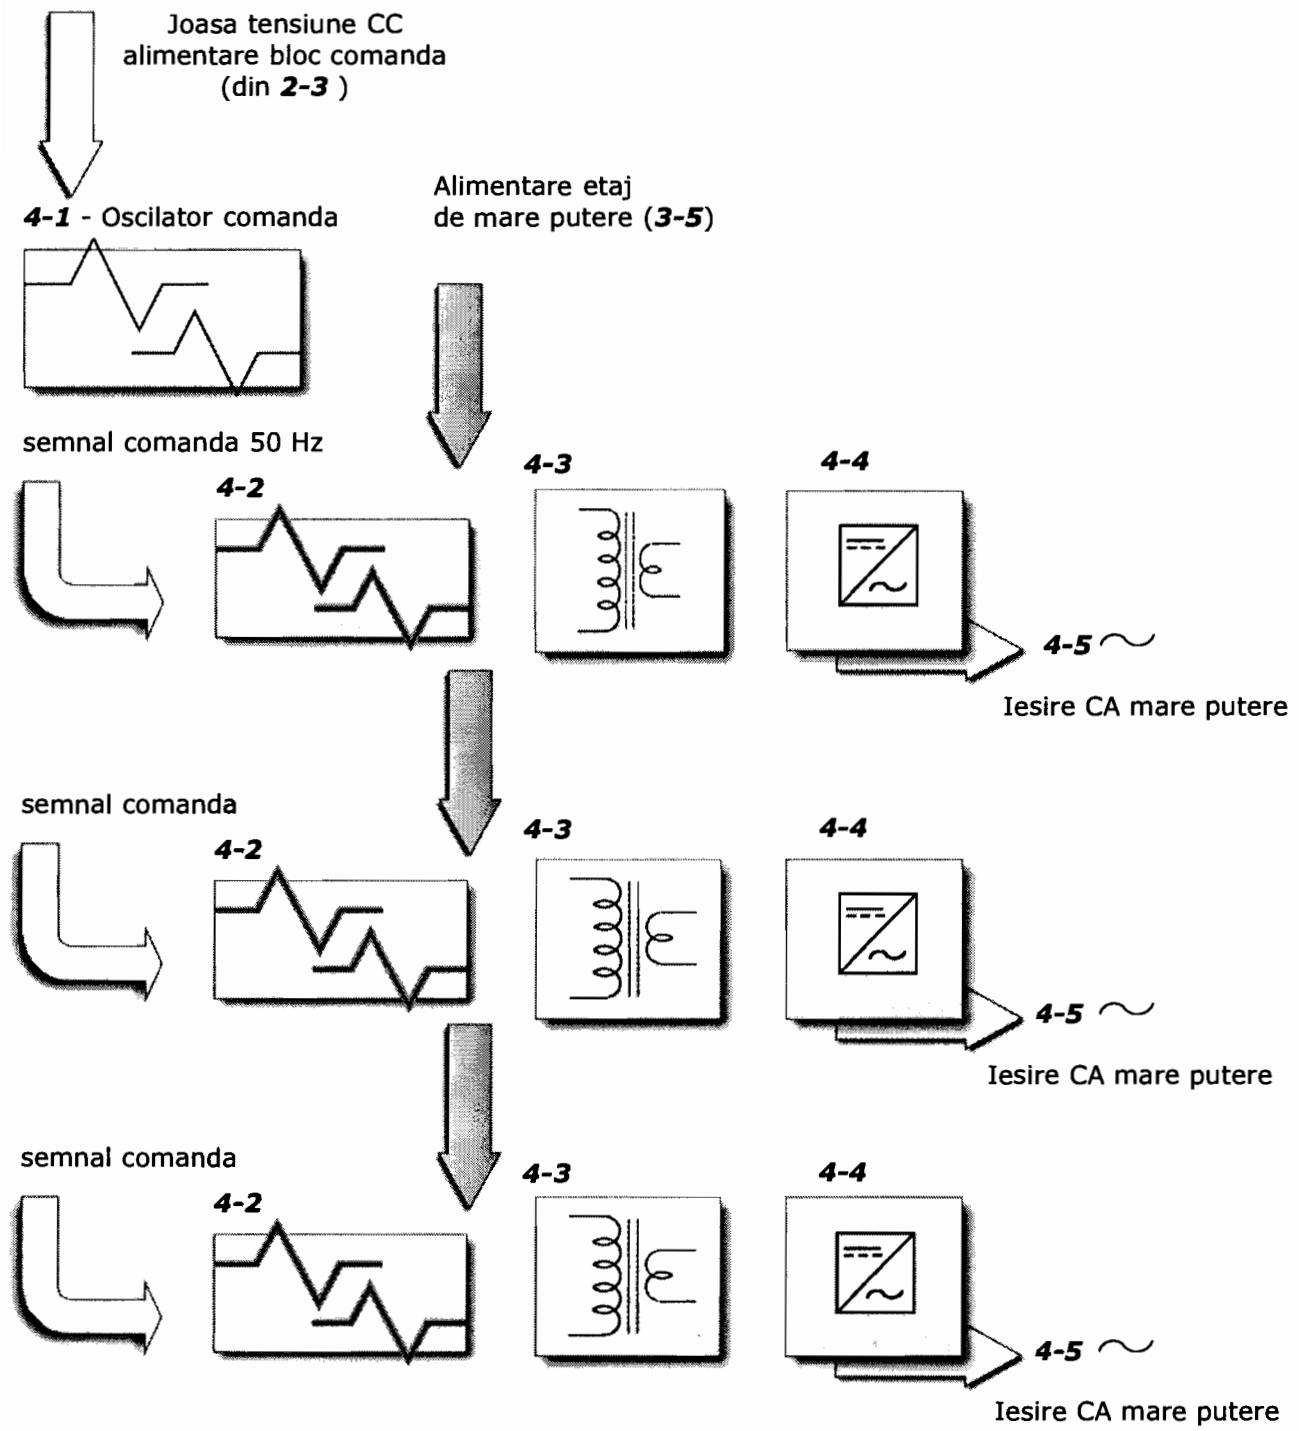 Joasa tensiune CC
alimentare bloc comanda
(din 2-3 )
4-1 - Oscilator comanda
Alimentare etaj
de mare putere (3-5)
semnal comanda 50 Hz
4-2
4-3
4-4
4-5
Iesire CA mare putere
semnal comanda
4-2
4-3
4-4
4-5
Iesire CA mare putere
semnal comanda
4-2
4-3
4-4
4-5
Iesire CA mare putere